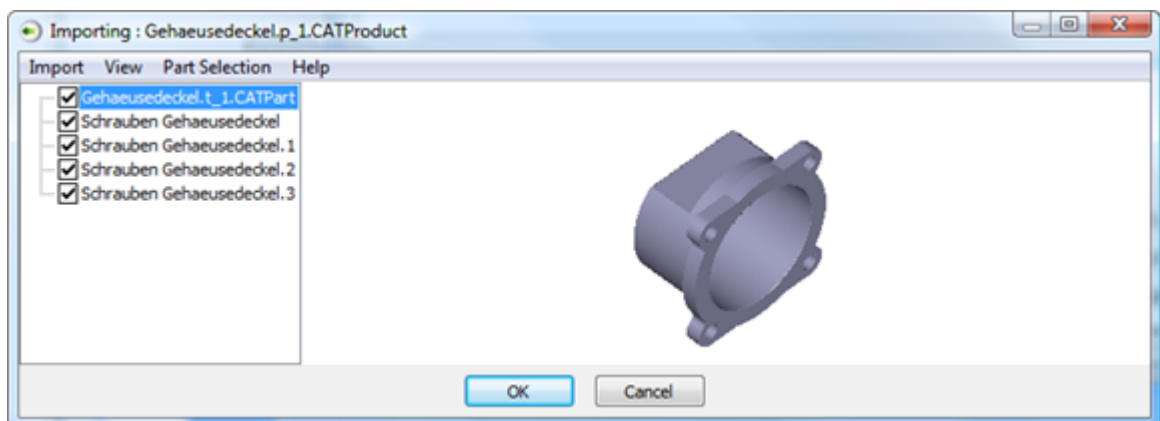 Importing : Gehaeusedeckel.p_1.CATProduct
Import View Part Selection Help
Gehaeusedeckel.t_1.CATPart
Schrauben Gehaeusedeckel
Schrauben Gehaeusedeckel.1
Schrauben Gehaeusedeckel.2
Schrauben Gehaeusedeckel.3
OK Cancel